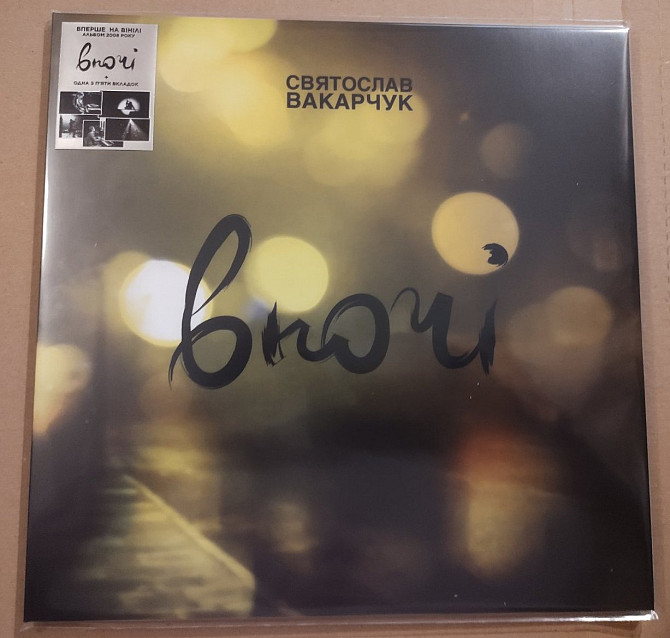 ВПЕРШЕ НА ВІНІЛІ
АЛЬБОМ 2008 РОКУ
вночі
+
ОДНА З П'ЯТИ ВКЛАДОК
СВЯТОСЛАВ
ВАКАРЧУК
вночі